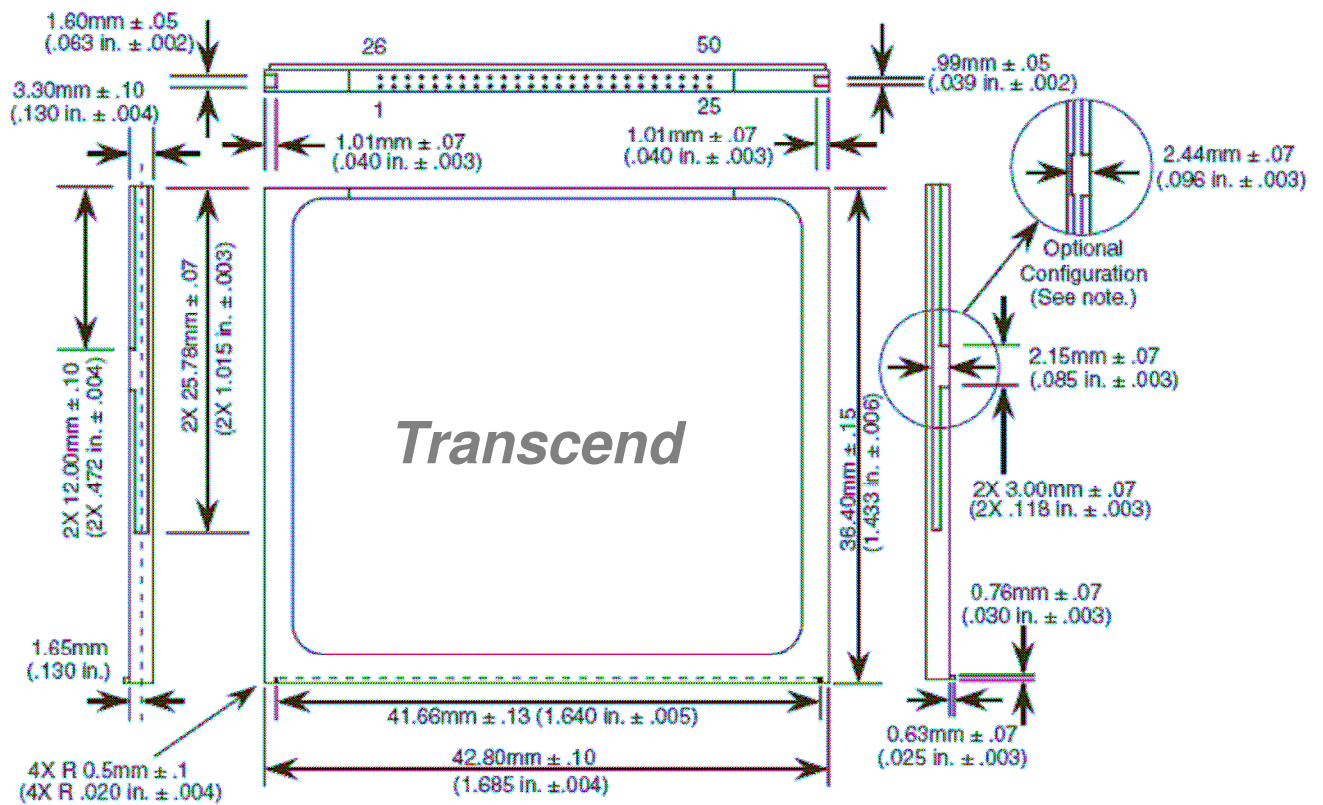 1.60mm ± .05
(.063 in. ± .002)
26
50
.99mm ± .05
(.039 in. ± .002)
3.30mm ± .10
(.130 in. ± .004)
1
25
1.01mm ± .07
(.040 in. ± .003)
1.01mm ± .07
(.040 in. ± .003)
2.44mm ± .07
(.096 in. ± .003)
Optional
Configuration
(See note.)
2X 12.00mm ± .10
(2X .472 in. ± .004)
2X 25.78mm ± .07
(2X 1.015 in. ± .003)
Transcend
36.40mm ± .15
(1.433 in. ± .006)
2.15mm ± .07
(.085 in. ± .003)
2X 3.00mm ± .07
(2X .118 in. ± .003)
0.76mm ± .07
(.030 in. ± .003)
1.65mm
(.130 in.)
41.66mm ± .13 (1.640 in. ± .005)
0.63mm ± .07
(.025 in. ± .003)
42.80mm ± .10
(1.685 in. ± .004)
4X R 0.5mm ± .1
(4X R .020 in. ± .004)